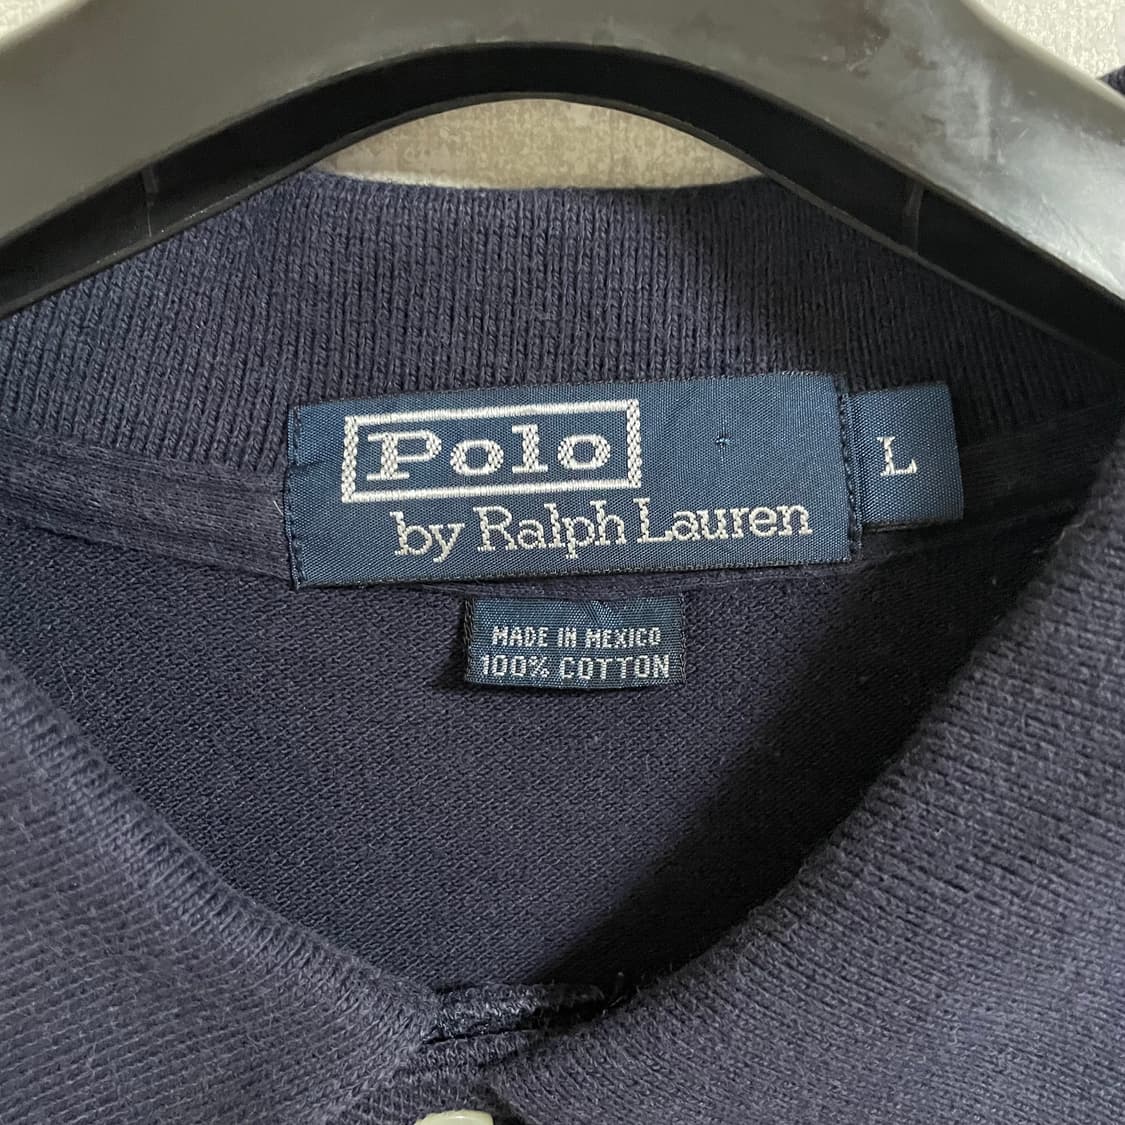 Polo
by Ralph Lauren
L
MADE IN MEXICO
100% COTTON